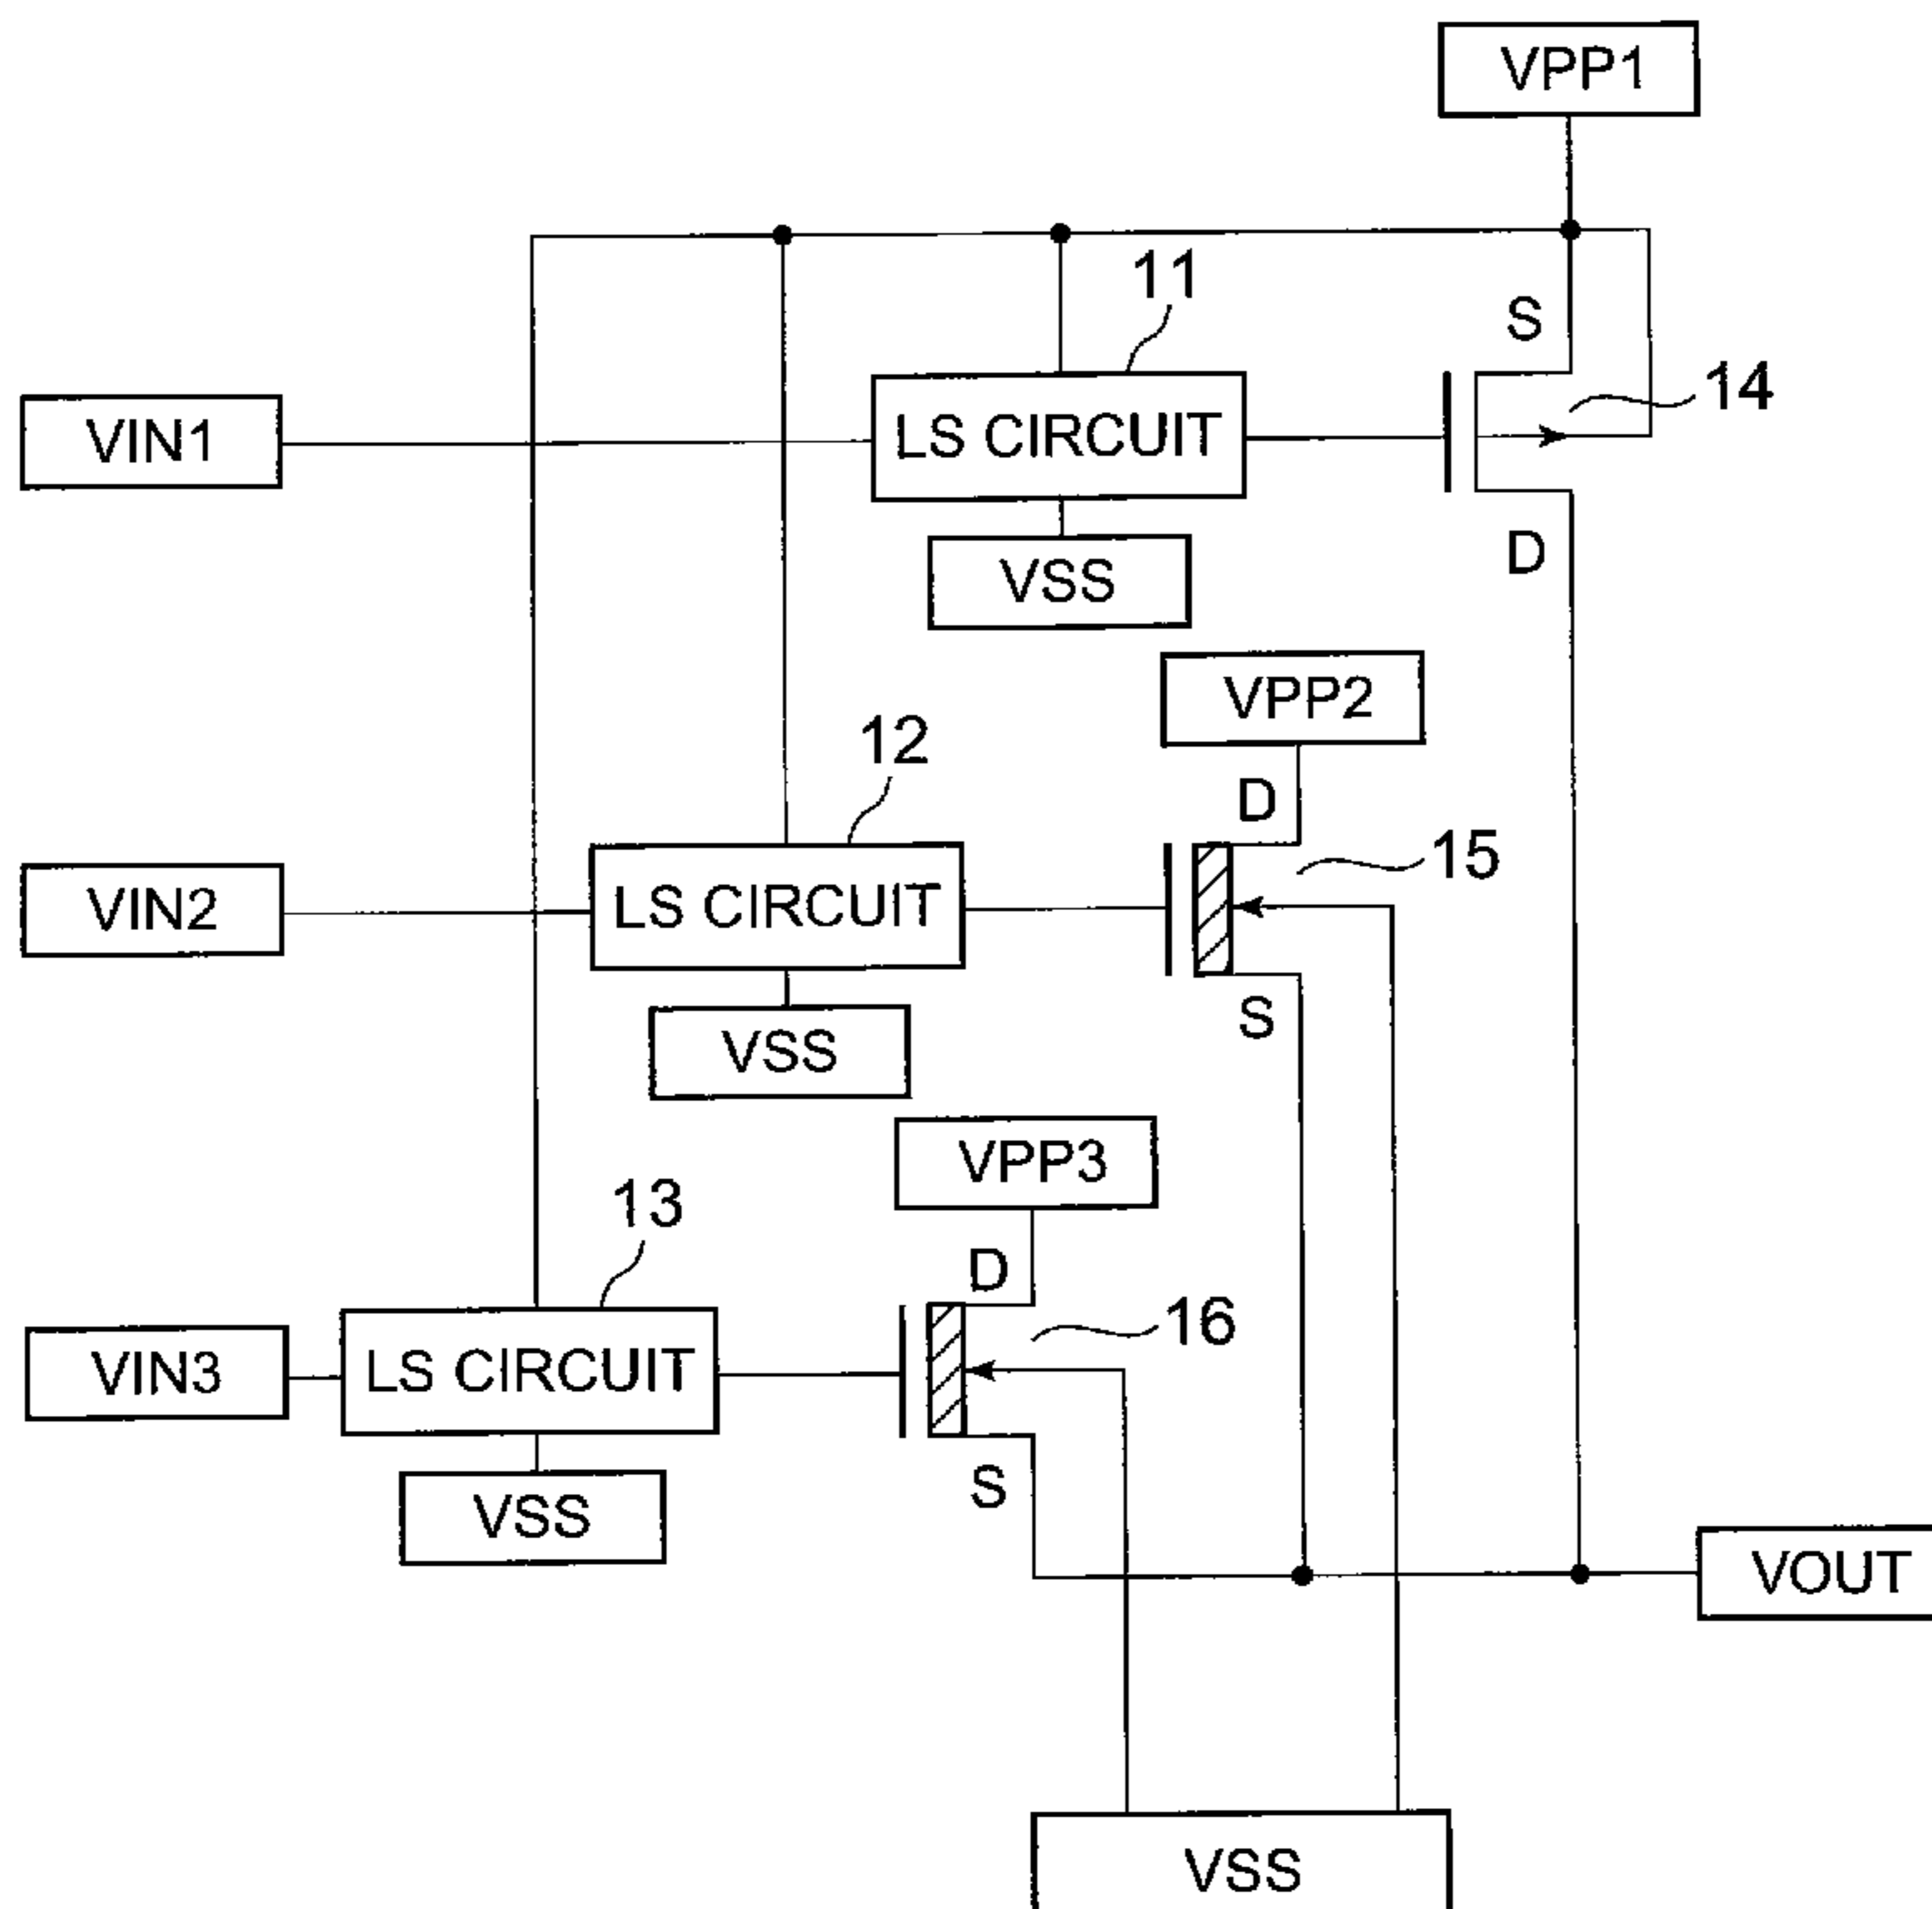 VPP1
11
S
14
VIN1
LS CIRCUIT
D
VSS
VPP2
12
D
15
VIN2
LS CIRCUIT
S
VSS
VPP3
13
D
16
VIN3
LS CIRCUIT
S
VSS
VOUT
VSS